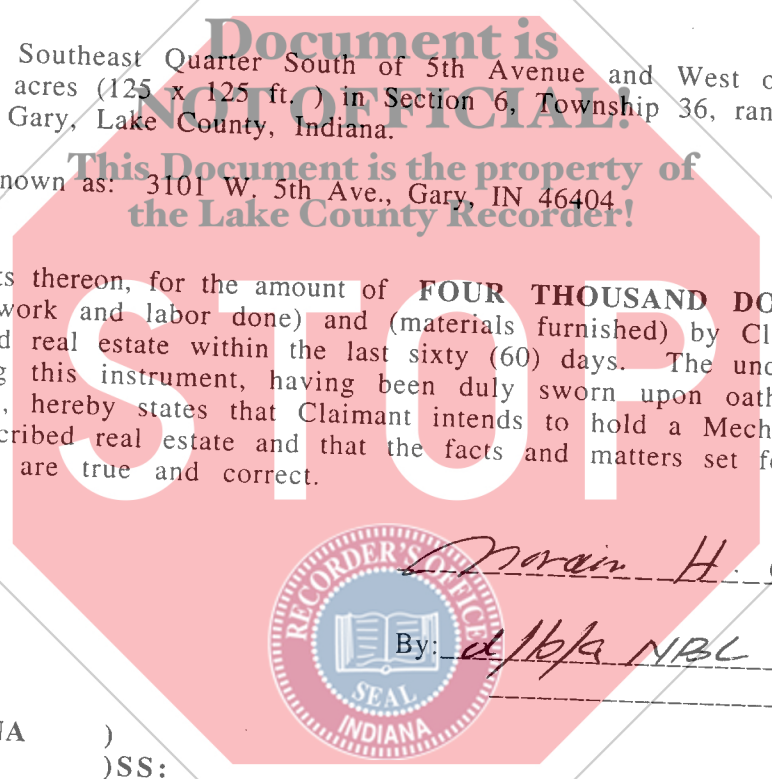 Document is
Southeast Quarter South of 5th Avenue and West o
acres (125 x 125 ft. ) in Section 6, Township 36, ran
NOT OFFICIAL!
Gary, Lake County, Indiana.
This Document is the property of
nown as: 3101 W. 5th Ave., Gary, IN 46404
the Lake County Recorder!
ts thereon, for the amount of FOUR THOUSAND DO
work and labor done) and (materials furnished) by Cl
d real estate within the last sixty (60) days. The und
g this instrument, having been duly sworn upon oath
, hereby states that Claimant intends to hold a Mech
cribed real estate and that the facts and matters set fo
are true and correct.
STOP
RECORDER'S OFFICE
SEAL
INDIANA
H.
By: d/b/a NBL
NA )
)SS: